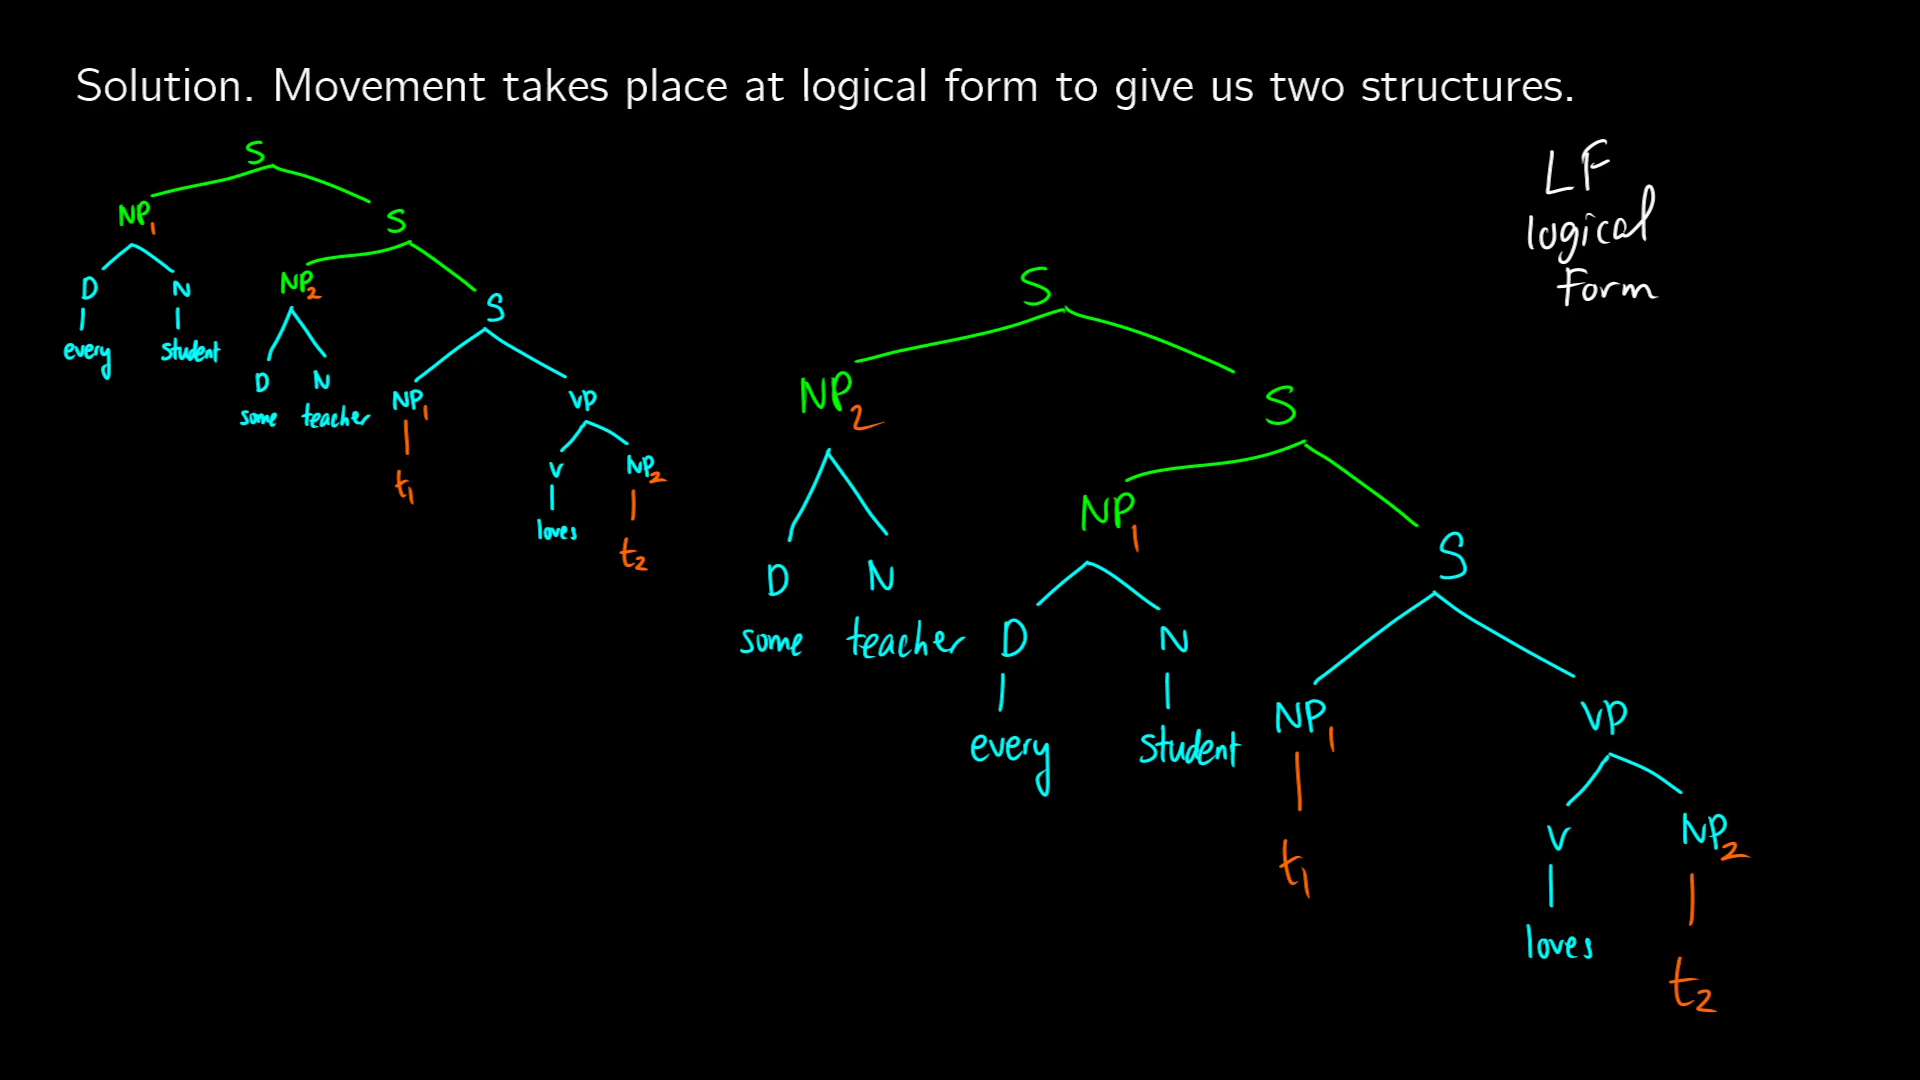 Solution. Movement takes place at logical form to give us two structures.
LF
logical
Form
S
NP1 S
D N NP2 S
every student D N NP1 VP
some teacher t1 V NP2
loves t2
S
NP2 S
D N NP1 S
some teacher D N NP1 VP
every student t1 V NP2
loves t2